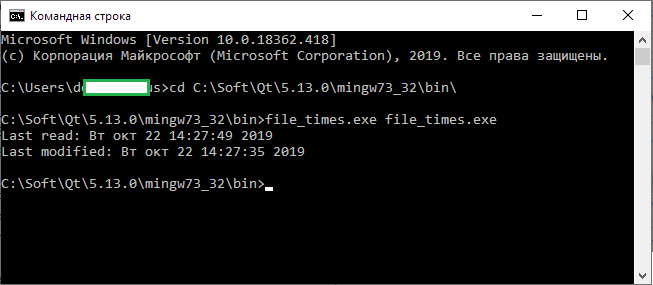 Командная строка
Microsoft Windows [Version 10.0.18362.418]
(c) Корпорация Майкрософт (Microsoft Corporation), 2019. Все права защищены.
C:\Users\d us>cd C:\Soft\Qt\5.13.0\mingw73_32\bin\
C:\Soft\Qt\5.13.0\mingw73_32\bin>file_times.exe file_times.exe
Last read: Вт окт 22 14:27:49 2019
Last modified: Вт окт 22 14:27:35 2019
C:\Soft\Qt\5.13.0\mingw73_32\bin>